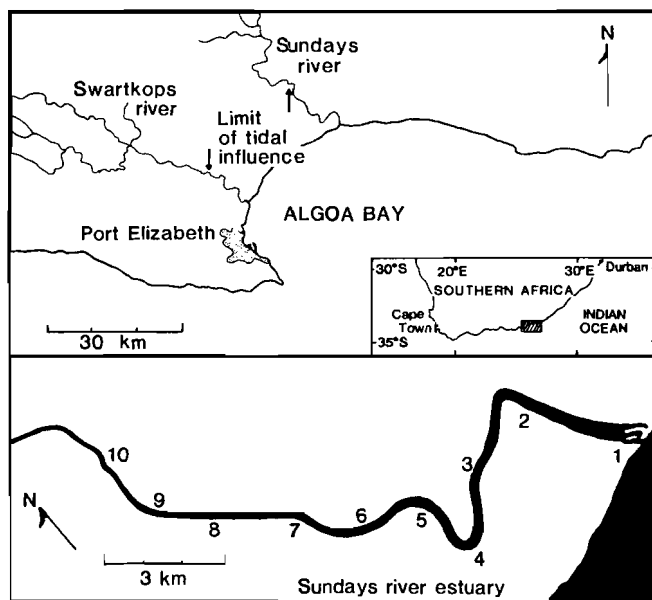 Sundays
river
N
Swartkops
river
Limit
of tidal
influence
ALGOA BAY
Port Elizabeth
30 km
30°S
20°E
30°E
Durban
SOUTHERN AFRICA
Cape
Town
INDIAN
OCEAN
35°S
2
1
10
3
9
N
8
7
6
5
4
3 km
Sundays river estuary